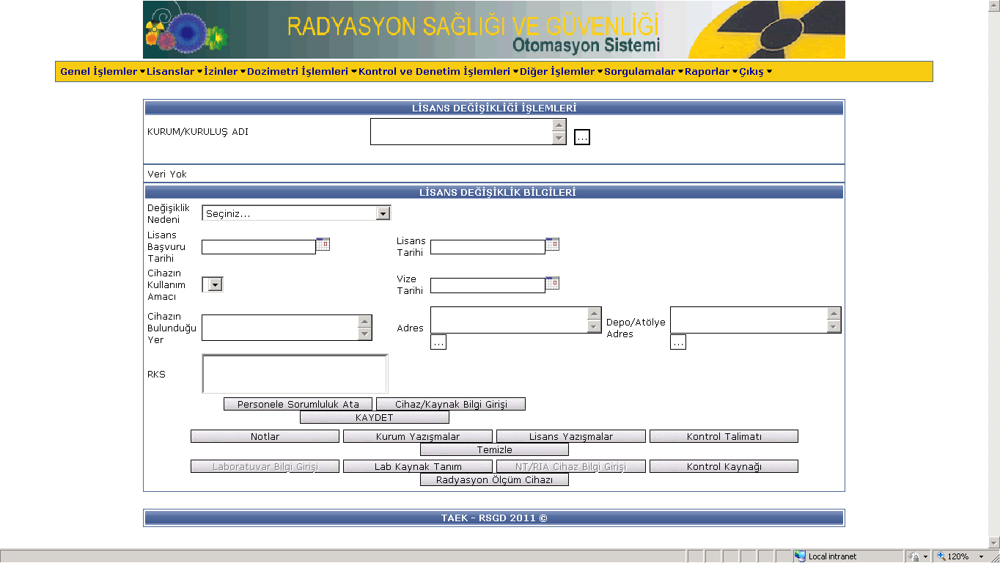 RADYASYON SAĞLIĞI VE GÜVENLİĞİ
Otomasyon Sistemi
Genel İşlemler Lisanslar İzinler Dozimetri İşlemleri Kontrol ve Denetim İşlemleri Diğer İşlemler Sorgulamalar Raporlar Çıkış
LİSANS DEĞİŞİKLİĞİ İŞLEMLERİ
KURUM/KURULUŞ ADI ...
Veri Yok
LİSANS DEĞİŞİKLİK BİLGİLERİ
Değişiklik
Nedeni
Seçiniz...
Lisans
Başvuru
Tarihi
Lisans
Tarihi
Cihazın
Kullanım
Amacı
Vize
Tarihi
Cihazın
Bulunduğu
Yer
Adres
...
Depo/Atölye
Adres
...
RKS
Personele Sorumluluk Ata Cihaz/Kaynak Bilgi Girişi
KAYDET
Notlar Kurum Yazışmalar Lisans Yazışmalar Kontrol Talimatı
Temizle
Laboratuvar Bilgi Girişi Lab Kaynak Tanım NT/RIA Cihaz Bilgi Girişi Kontrol Kaynağı
Radyasyon Ölçüm Cihazı
TAEK - RSGD 2011 ©
Local intranet 120%